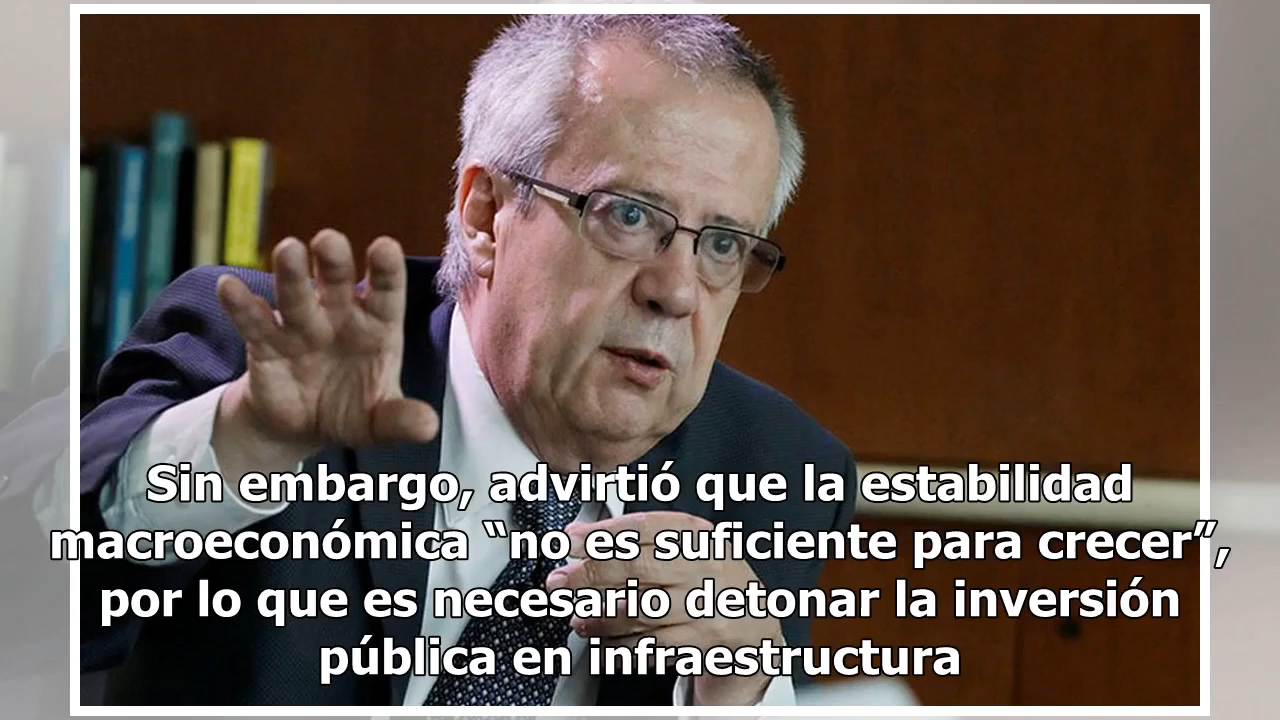 Sin embargo, advirtió que la estabilidad
macroeconómica “no es suficiente para crecer”,
por lo que es necesario detonar la inversión
pública en infraestructura